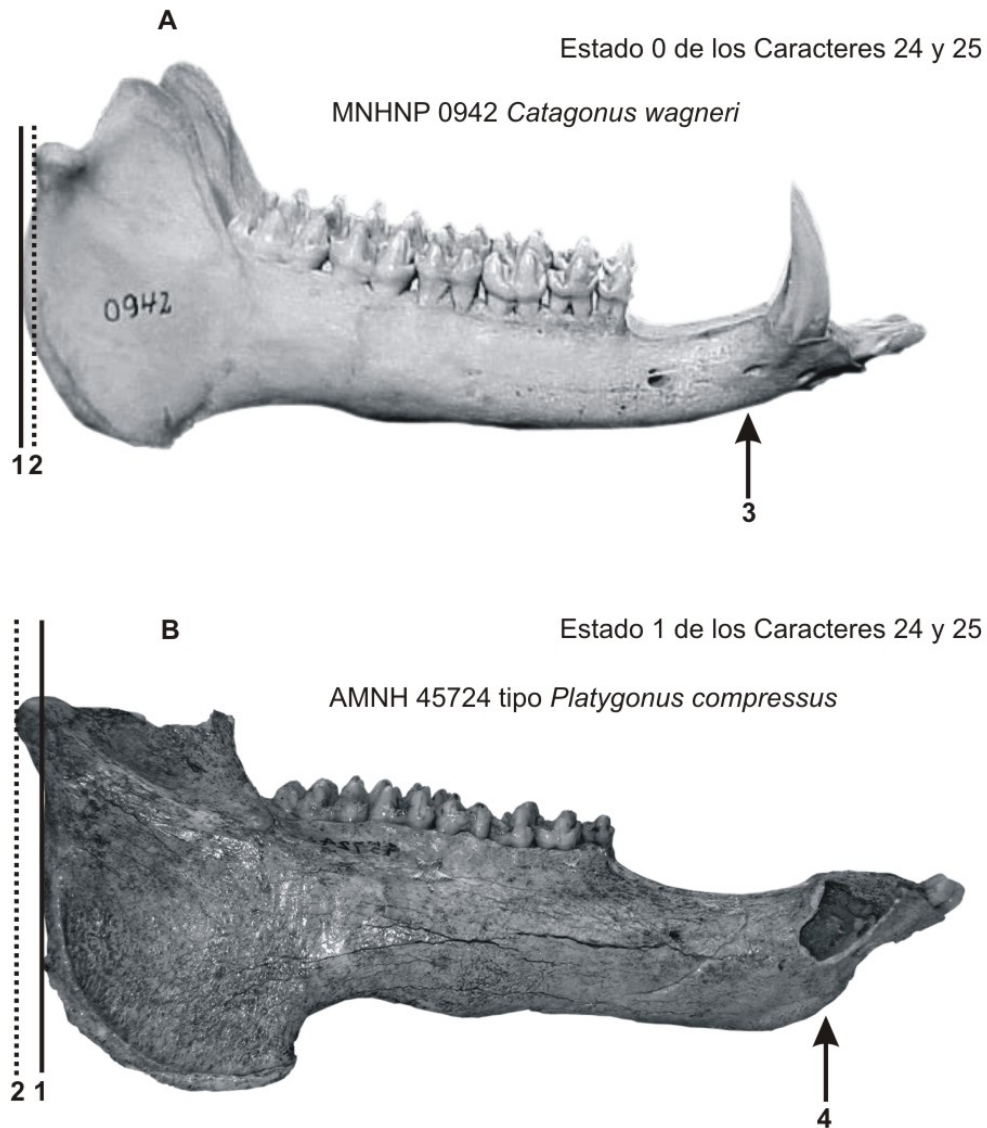 A
Estado 0 de los Caracteres 24 y 25
MNHNP 0942 Catagonus wagneri
0942
1 2
3
B
Estado 1 de los Caracteres 24 y 25
AMNH 45724 tipo Platygonus compressus
2 1
4